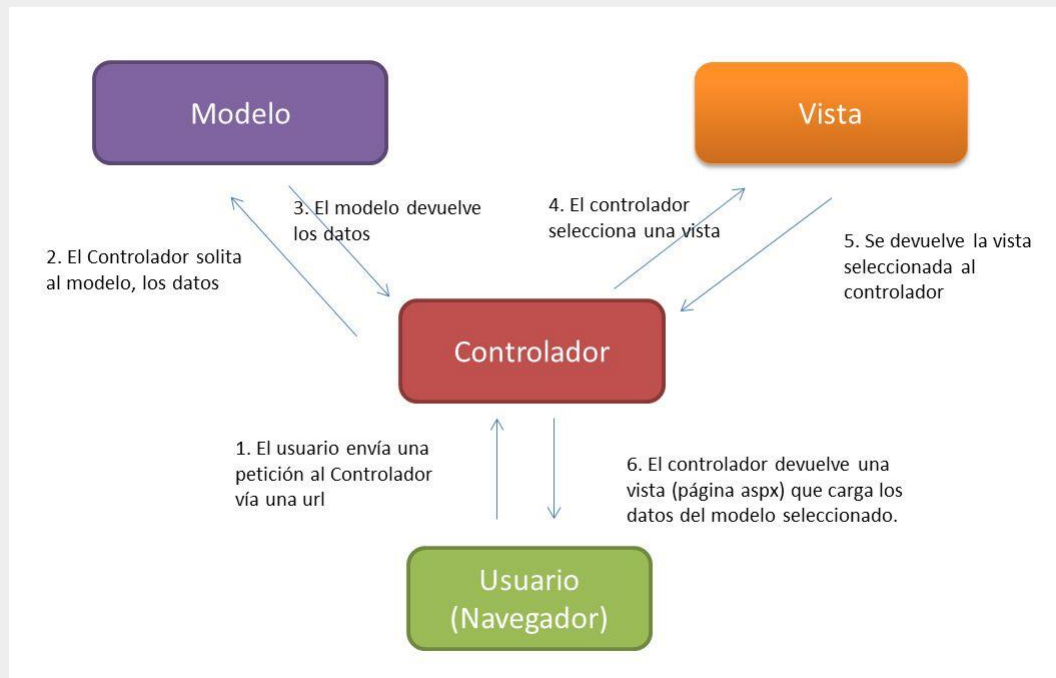 Modelo
Vista
3. El modelo devuelve
los datos
4. El controlador
selecciona una vista
2. El Controlador solita
al modelo, los datos
5. Se devuelve la vista
seleccionada al
controlador
Controlador
1. El usuario envía una
petición al Controlador
vía una url
6. El controlador devuelve una
vista (página aspx) que carga los
datos del modelo seleccionado.
Usuario
(Navegador)